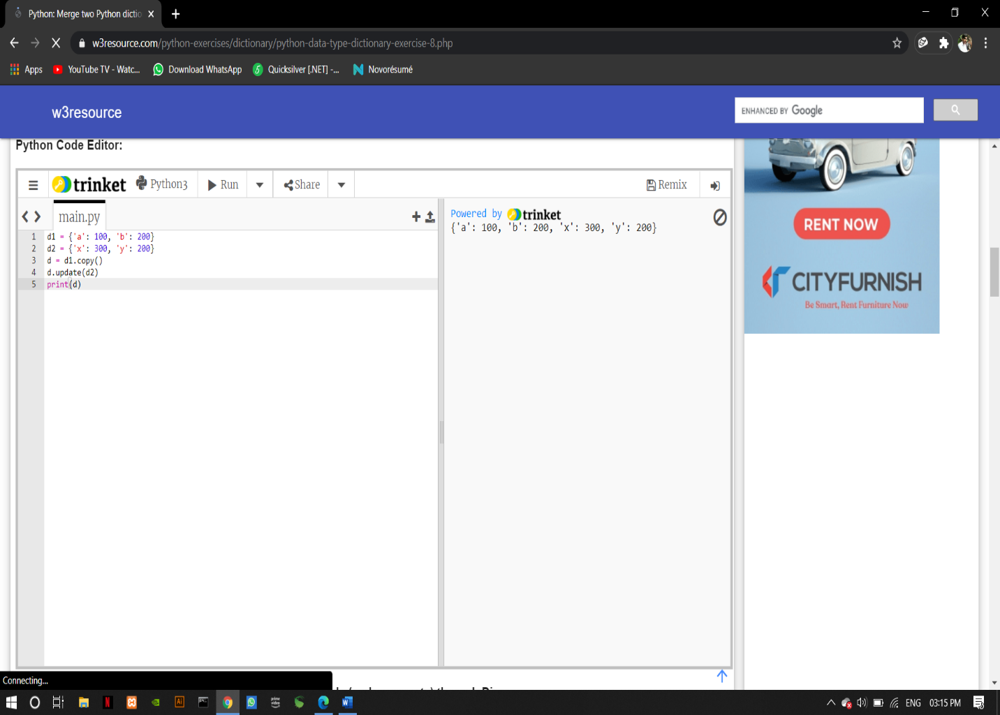 Python: Merge two Python dictio
w3resource.com/python-exercises/dictionary/python-data-type-dictionary-exercise-8.php
Apps
YouTube TV - Watc...
Download WhatsApp
Quicksilver [.NET] -...
Novorésumé
w3resource
ENHANCED BY Google
Python Code Editor:
trinket
Python3
Run
Share
Remix
main.py
1 d1 = {'a': 100, 'b': 200}
2 d2 = {'x': 300, 'y': 200}
3 d = d1.copy()
4 d.update(d2)
5 print(d)
Powered by trinket
{'a': 100, 'b': 200, 'x': 300, 'y': 200}
RENT NOW
CITYFURNISH
Be Smart, Rent Furniture Now
Connecting...
Ai
prime video
W
ENG
03:15 PM